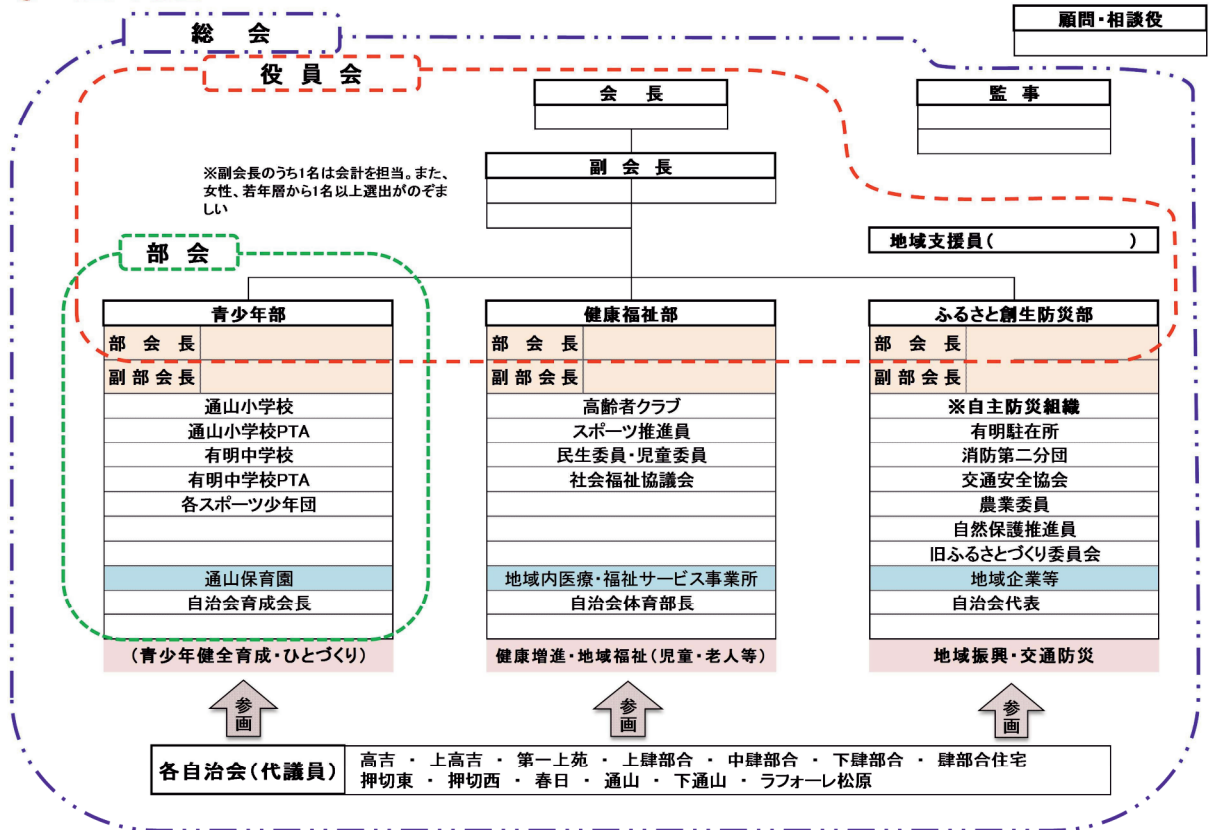 総 会
顧問・相談役
役 員 会
会 長
監 事
副 会 長
※副会長のうち1名は会計を担当。また、
女性、若年層から1名以上選出がのぞま
しい
地域支援員( )
部 会
青少年部
部 会 長
副 部 会 長
通山小学校
通山小学校PTA
有明中学校
有明中学校PTA
各スポーツ少年団
通山保育園
自治会育成会長
(青少年健全育成・ひとづくり)
健康福祉部
部 会 長
副 部 会 長
高齢者クラブ
スポーツ推進員
民生委員・児童委員
社会福祉協議会
地域内医療・福祉サービス事業所
自治会体育部長
健康増進・地域福祉(児童・老人等)
ふるさと創生防災部
部 会 長
副 部 会 長
※自主防災組織
有明駐在所
消防第二分団
交通安全協会
農業委員
自然保護推進員
旧ふるさとづくり委員会
地域企業等
自治会代表
地域振興・交通防災
参画
参画
参画
各自治会(代議員)
高吉 ・ 上高吉 ・ 第一上苑 ・ 上肆部合 ・ 中肆部合 ・ 下肆部合 ・ 肆部合住宅
押切東 ・ 押切西 ・ 春日 ・ 通山 ・ 下通山 ・ ラフォーレ松原